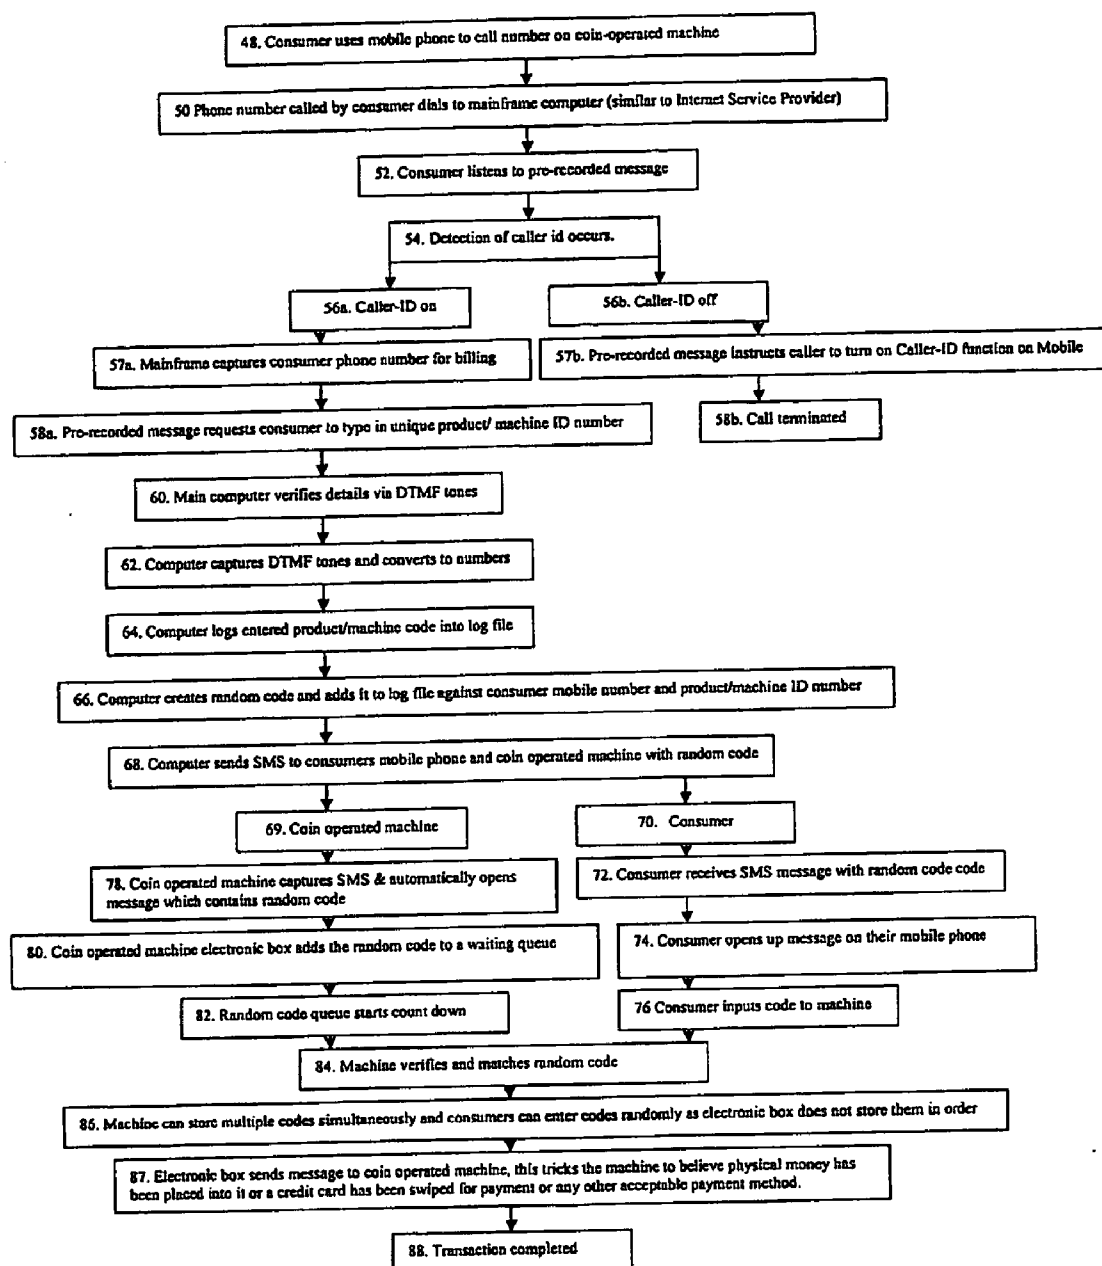 48. Consumer uses mobile phone to call number on coin-operated machine
50 Phone number called by consumer dials to mainframe computer (similar to Internet Service Provider)
52. Consumer listens to pre-recorded message
54. Detection of caller id occurs.
56a. Caller-ID on
56b. Caller-ID off
57a. Mainframe captures consumer phone number for billing
57b. Pre-recorded message instructs caller to turn on Caller-ID function on Mobile
58a. Pre-recorded message requests consumer to type in unique product/ machine ID number
58b. Call terminated
60. Main computer verifies details via DTMF tones
62. Computer captures DTMF tones and converts to numbers
64. Computer logs entered product/machine code into log file
66. Computer creates random code and adds it to log file against consumer mobile number and product/machine ID number
68. Computer sends SMS to consumers mobile phone and coin operated machine with random code
69. Coin operated machine
70. Consumer
78. Coin operated machine captures SMS & automatically opens
message which contains random code
72. Consumer receives SMS message with random code code
80. Coin operated machine electronic box adds the random code to a waiting queue
74. Consumer opens up message on their mobile phone
82. Random code queue starts count down
76 Consumer inputs code to machine
84. Machine verifies and matches random code
86. Machine can store multiple codes simultaneously and consumers can enter codes randomly as electronic box does not store them in order
87. Electronic box sends message to coin operated machine, this tricks the machine to believe physical money has
been placed into it or a credit card has been swiped for payment or any other acceptable payment method.
88. Transaction completed